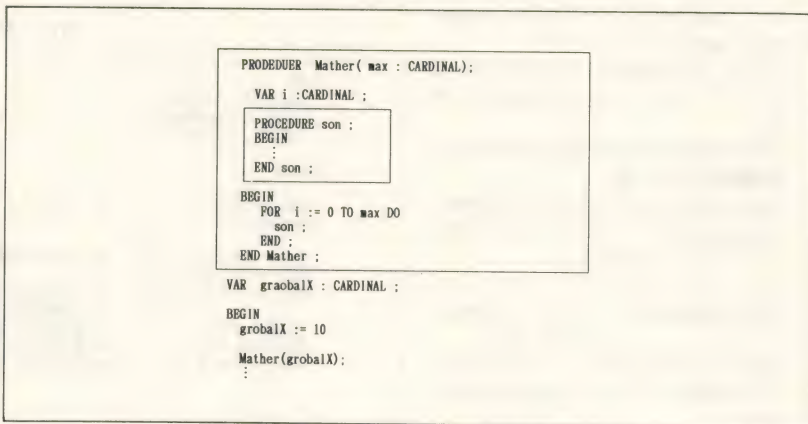 PRODEDUER Mather( max : CARDINAL);
VAR i :CARDINAL ;
PROCEDURE son ;
BEGIN
⋮
END son ;
BEGIN
FOR i := 0 TO max DO
son ;
END ;
END Mather ;
VAR graobalX : CARDINAL ;
BEGIN
grobalX := 10
Mather(grobalX);
⋮